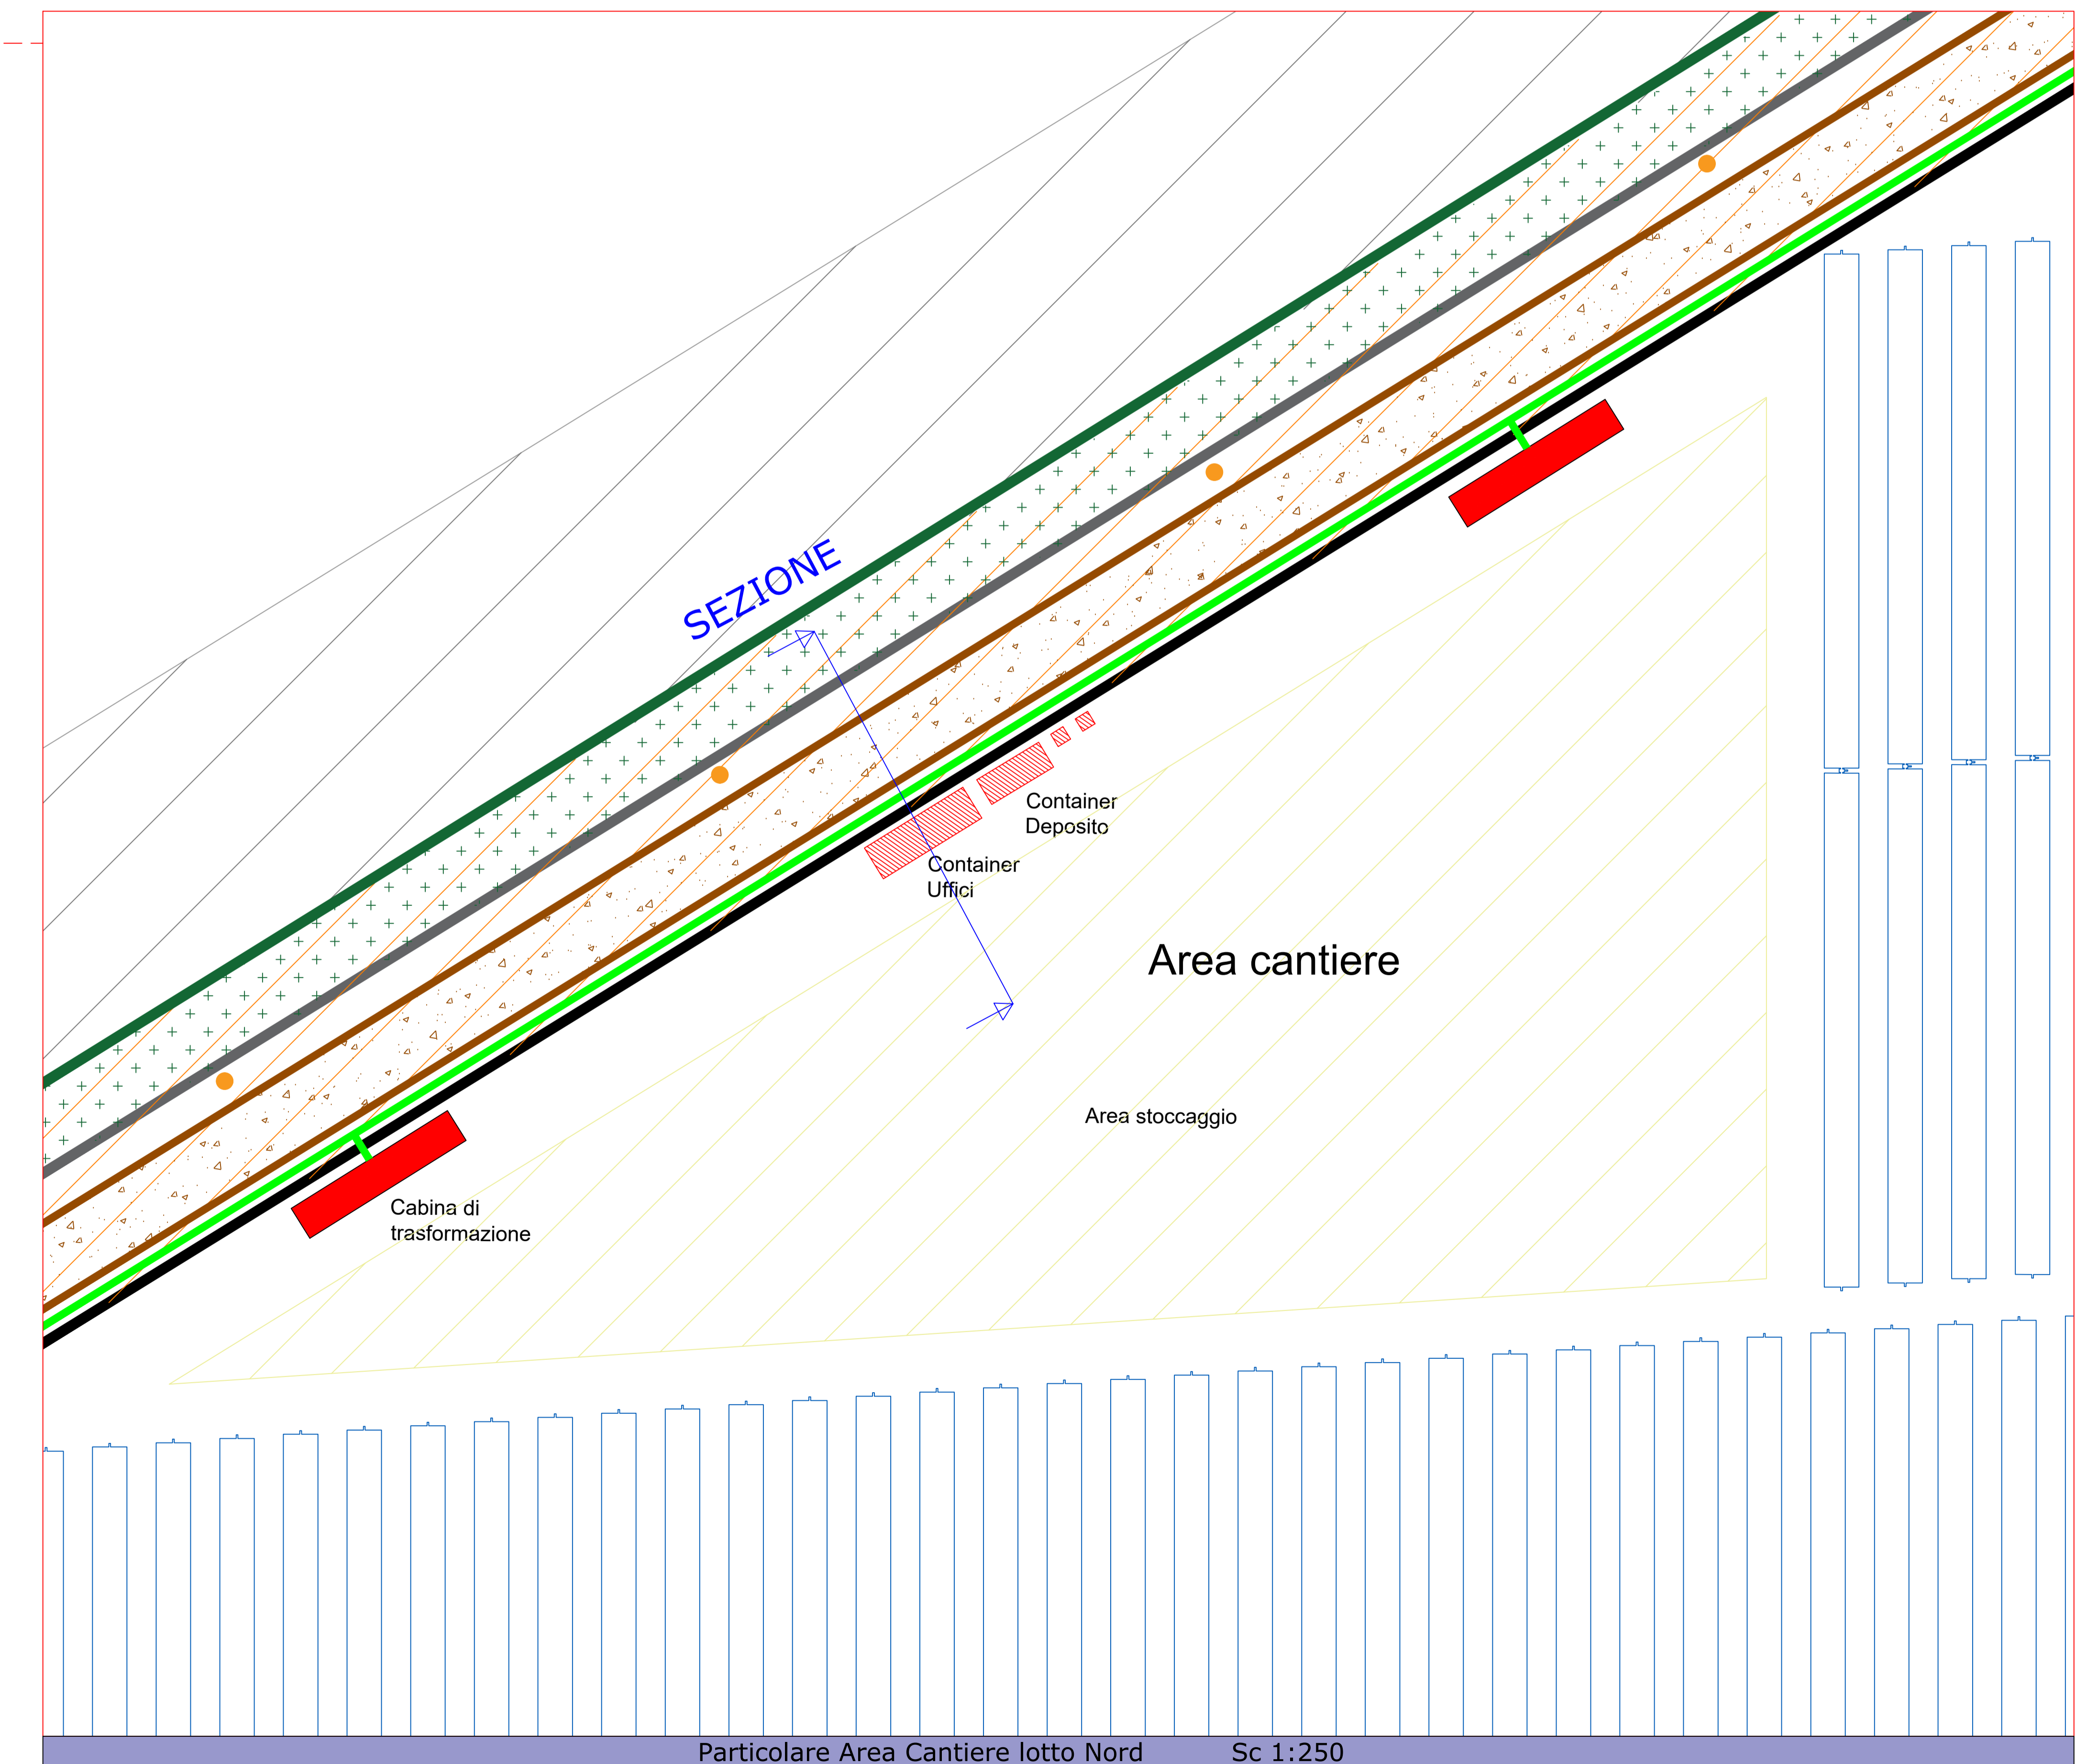 SEZIONE
Container
Deposito
Container
Uffici
Area cantiere
Area stoccaggio
Cabina di
trasformazione
Particolare Area Cantiere lotto Nord Sc 1:250